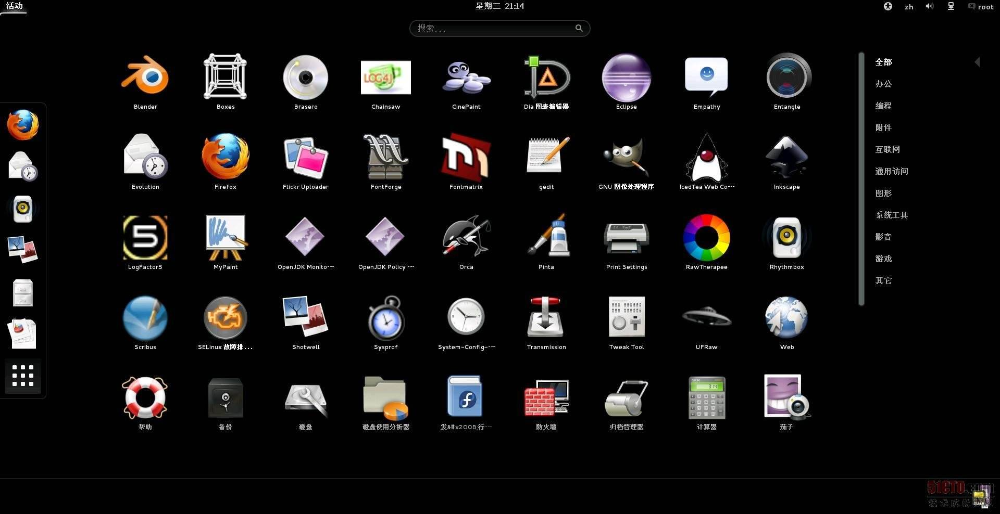 活动
星期三 21:14
zh
root
搜索...
Blender
Boxes
Brasero
Chainsaw
CinePaint
Dia 图表编辑器
Eclipse
Empathy
Entangle
Evolution
Firefox
Flickr Uploader
FontForge
Fontmatrix
gedit
GNU 图像处理程序
IcedTea Web Co---
Inkscape
LogFactor5
MyPaint
OpenJDK Monito---
OpenJDK Policy ---
Orca
Pinta
Print Settings
RawTherapee
Rhythmbox
Scribus
SELinux 故障排...
Shotwell
Sysprof
System-Config----
Transmission
Tweak Tool
UFRaw
Web
帮助
备份
磁盘
磁盘使用分析器
发&#x200B;行---
防火墙
归档管理器
计算器
茄子
全部
办公
编程
附件
互联网
通用访问
图形
系统工具
影音
游戏
其它
LOG4J
5
3.14
51CTO.com